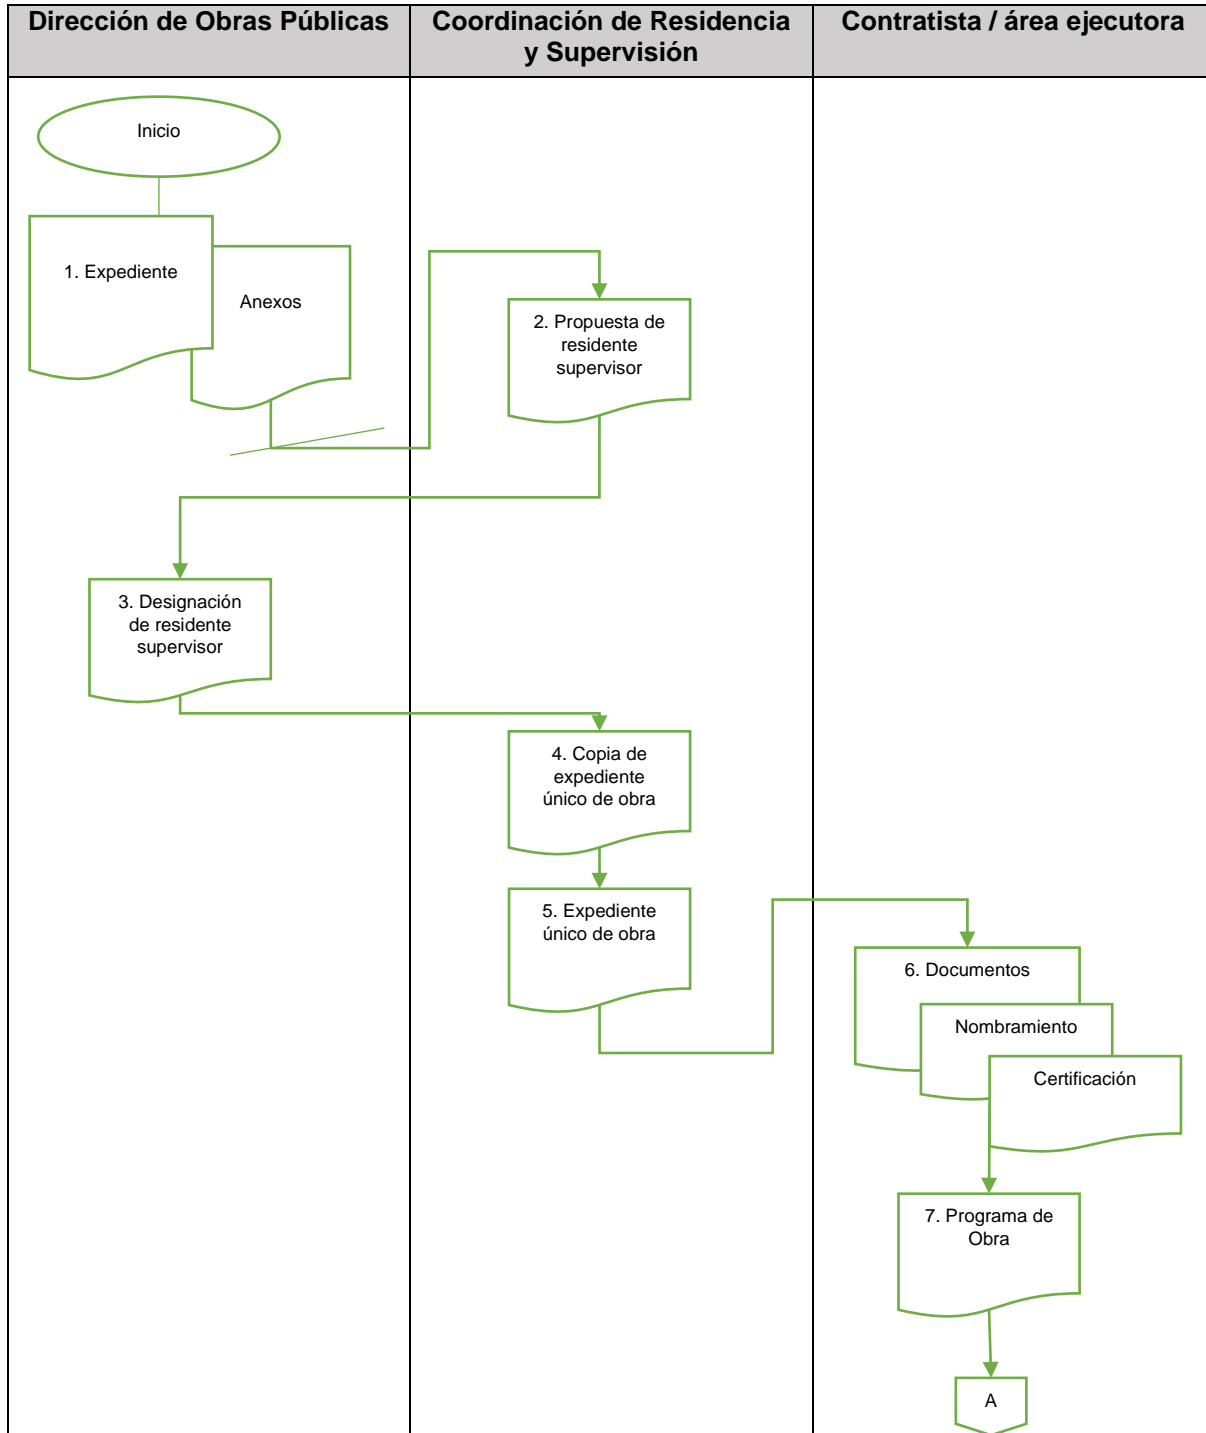 Dirección de Obras Públicas
Coordinación de Residencia
y Supervisión
Contratista / área ejecutora
Inicio
1. Expediente
Anexos
2. Propuesta de
residente
supervisor
3. Designación
de residente
supervisor
4. Copia de
expediente
único de obra
5. Expediente
único de obra
6. Documentos
Nombramiento
Certificación
7. Programa de
Obra
A